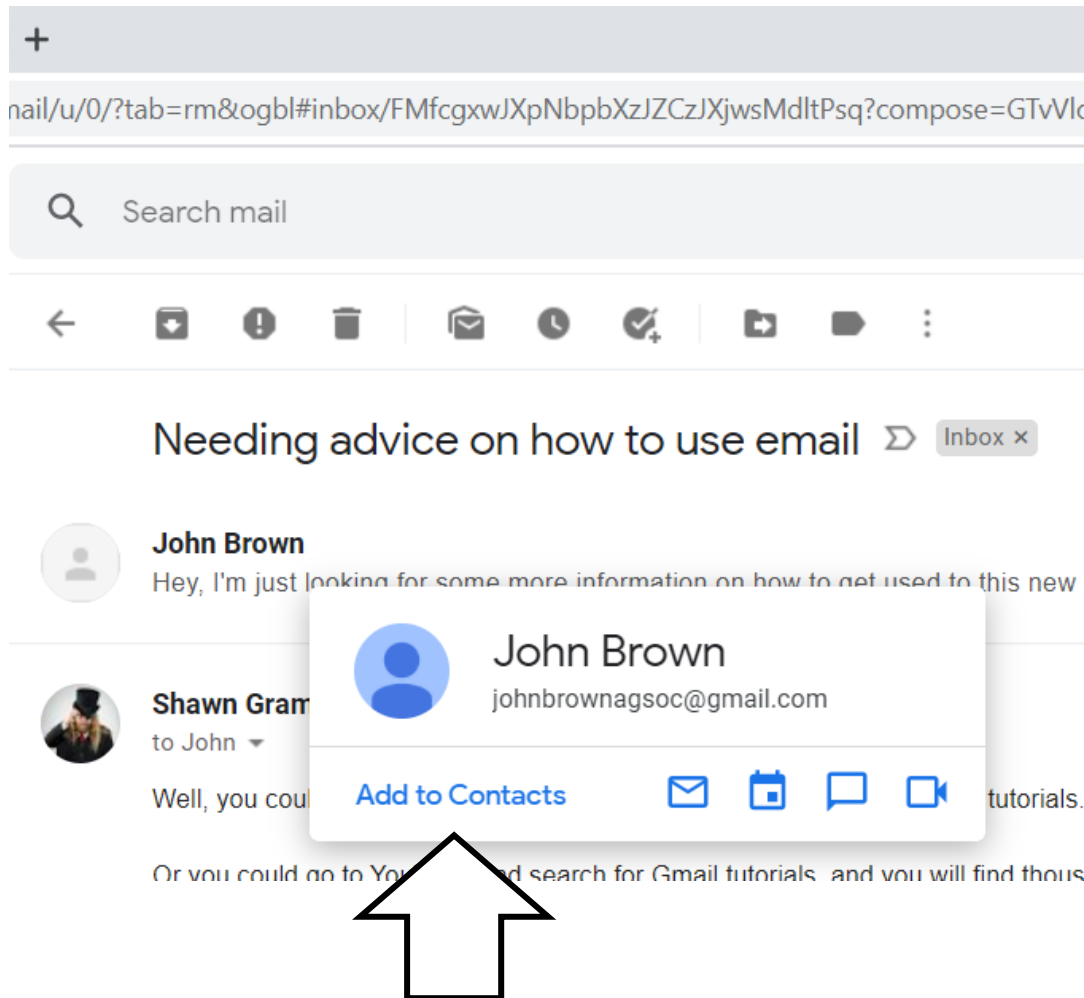 mail/u/0/?tab=rm&ogbl#inbox/FMfcgxwJXpNbpbXzJZCzJXjwsMdltPsq?compose=GTvVlc
Search mail
Needing advice on how to use email Inbox ×
John Brown
Hey, I'm just looking for some more information on how to get used to this new
John Brown
johnbrownagsoc@gmail.com
Shawn Gram
to John
Well, you coul tutorials.
Add to Contacts
Or you could go to You nd search for Gmail tutorials, and you will find thous